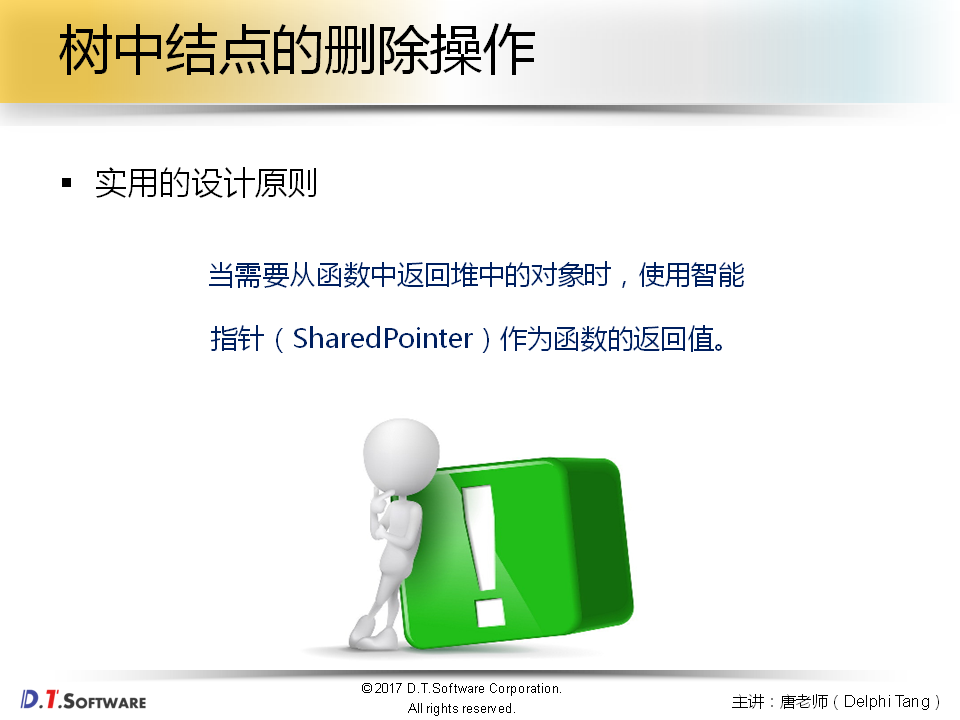 树中结点的删除操作
▪ 实用的设计原则
当需要从函数中返回堆中的对象时，使用智能
指针（SharedPointer）作为函数的返回值。
!
D.T.SOFTWARE
©2017 D.T.Software Corporation.
All rights reserved.
主讲：唐老师（Delphi Tang）